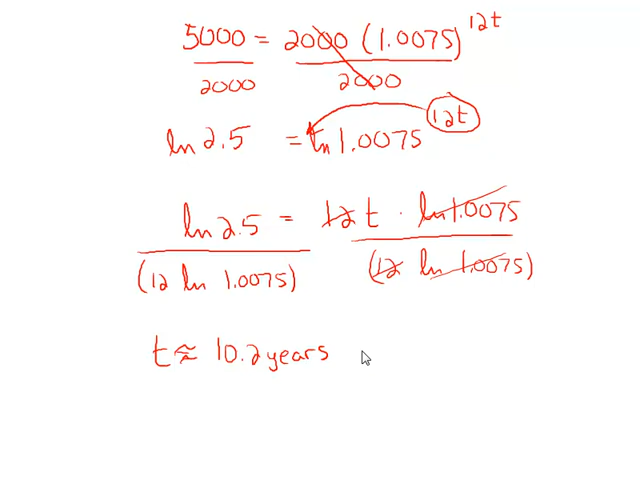 5000 = 2000 (1.0075)^12t
2000 2000
ln 2.5 = ln 1.0075 12t
ln 2.5 = 12 t · ln 1.0075
(12 ln 1.0075) (12 ln 1.0075)
t ≈ 10.2 years